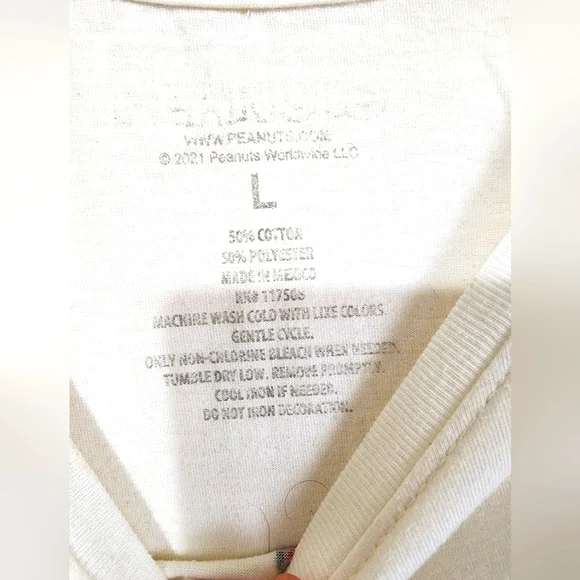 WWW.PEANUTS.COM
© 2021 Peanuts Worldwide LLC
L
50% COTTON
50% POLYESTER
MADE IN MEXICO
RN# 117566
MACHINE WASH COLD WITH LIKE COLORS
GENTLE CYCLE.
ONLY NON-CHLORINE BLEACH WHEN NEEDED.
TUMBLE DRY LOW. REMOVE PROMPTLY.
COOL IRON IF NEEDED.
DO NOT IRON DECORATION.